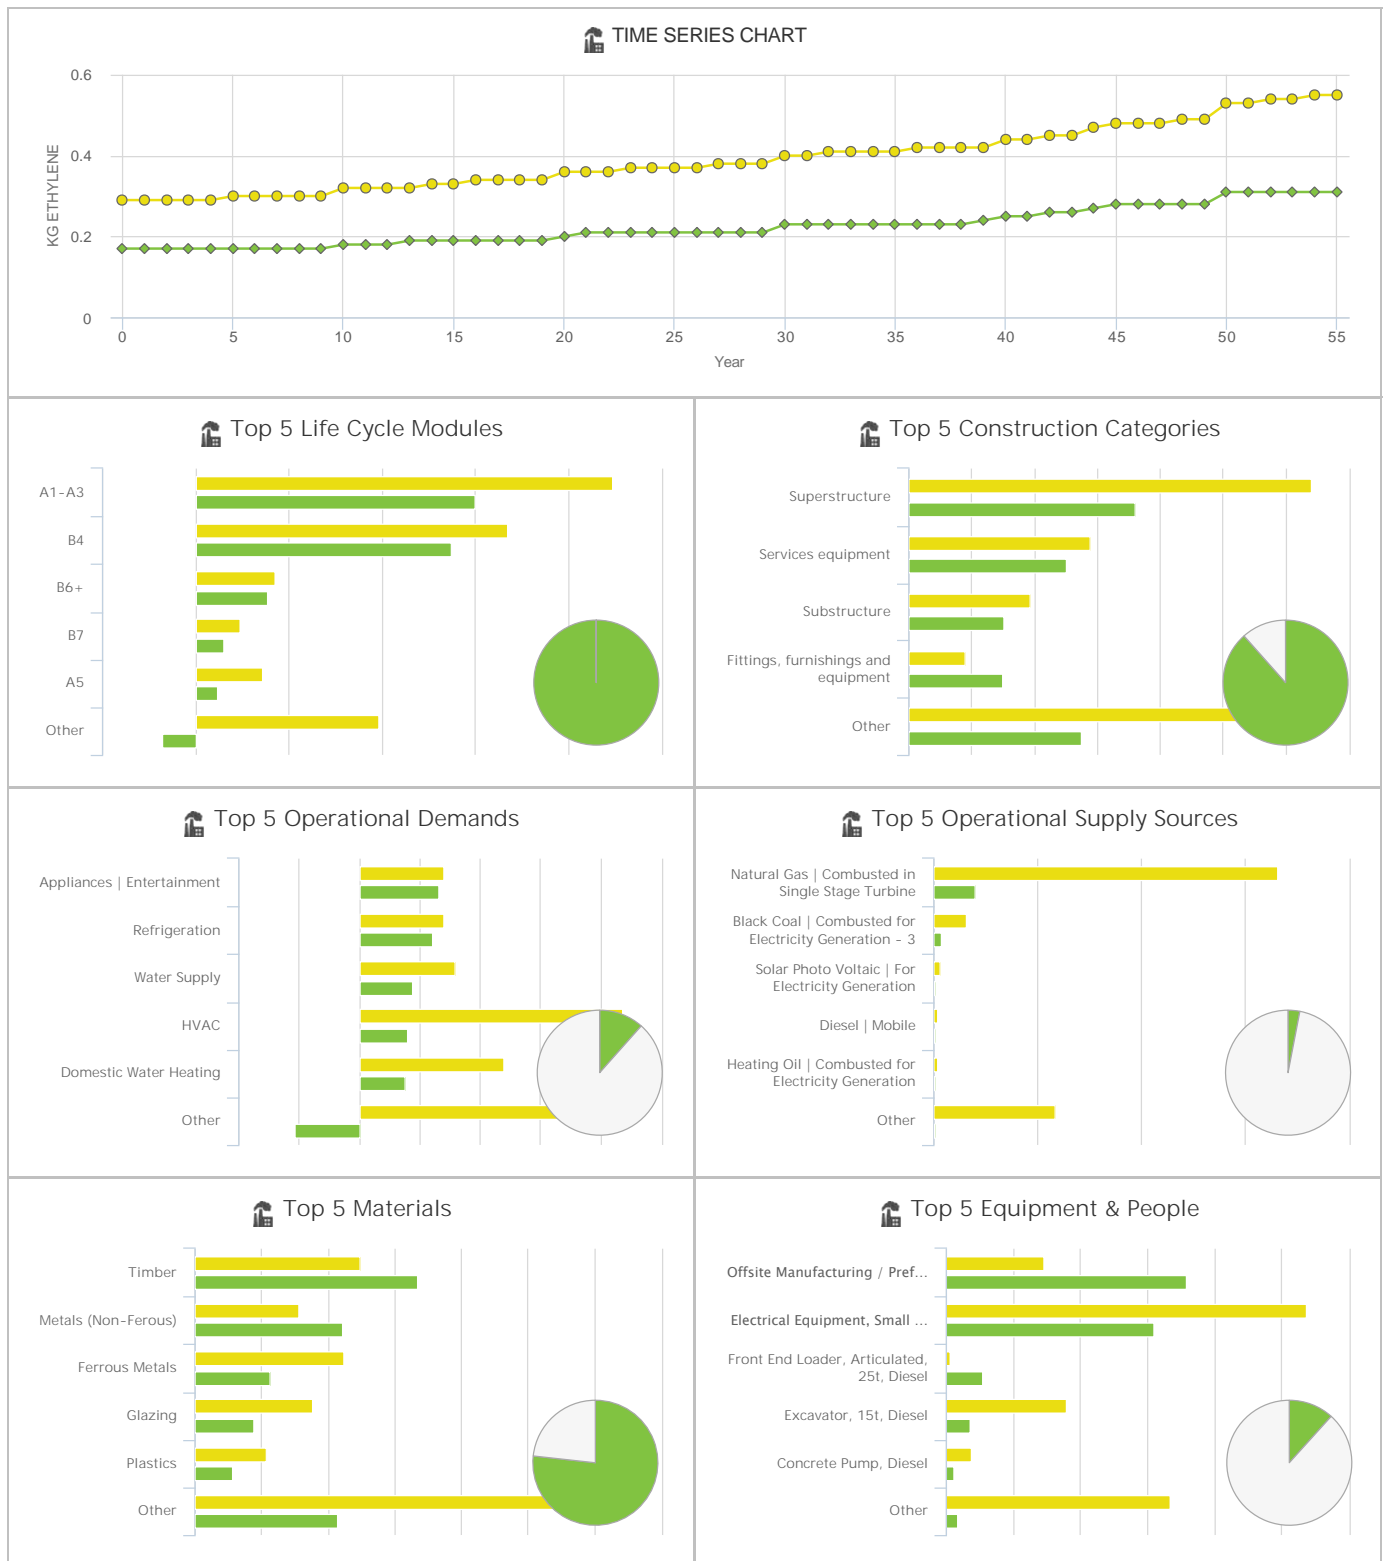 TIME SERIES CHART
KG ETHYLENE
0.6
0.4
0.2
0
0 5 10 15 20 25 30 35 40 45 50 55
Year
Top 5 Life Cycle Modules
A1-A3
B4
B6+
B7
A5
Other
Top 5 Construction Categories
Superstructure
Services equipment
Substructure
Fittings, furnishings and
equipment
Other
Top 5 Operational Demands
Appliances | Entertainment
Refrigeration
Water Supply
HVAC
Domestic Water Heating
Other
Top 5 Operational Supply Sources
Natural Gas | Combusted in
Single Stage Turbine
Black Coal | Combusted for
Electricity Generation - 3
Solar Photo Voltaic | For
Electricity Generation
Diesel | Mobile
Heating Oil | Combusted for
Electricity Generation
Other
Top 5 Materials
Timber
Metals (Non-Ferous)
Ferrous Metals
Glazing
Plastics
Other
Top 5 Equipment & People
Offsite Manufacturing / Pref...
Electrical Equipment, Small ...
Front End Loader, Articulated,
25t, Diesel
Excavator, 15t, Diesel
Concrete Pump, Diesel
Other